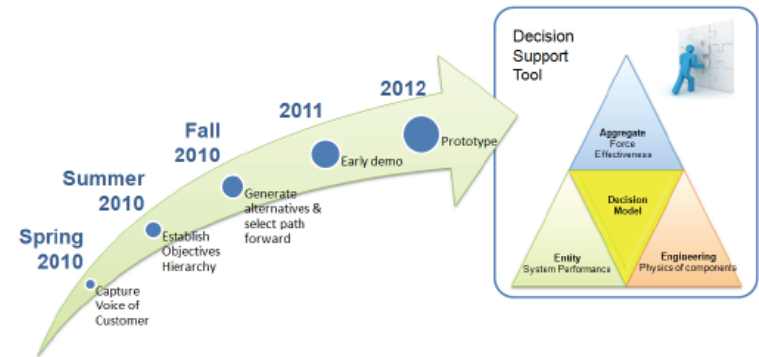 Spring
2010
Capture
Voice of
Customer
Summer
2010
Establish
Objectives
Hierarchy
Fall
2010
Generate
alternatives &
select path
forward
2011
Early demo
2012
Prototype
Decision
Support
Tool
Aggregate
Force
Effectiveness
Decision
Model
Entity
System Performance
Engineering
Physics of components